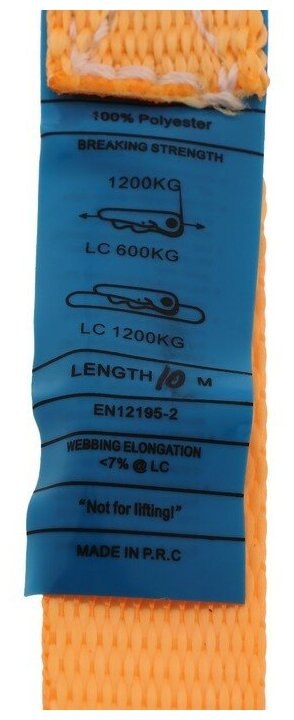 100% Polyester
BREAKING STRENGTH
1200KG
LC 600KG
LC 1200KG
LENGTH 10 M
EN12195-2
WEBBING ELONGATION
<7% @ LC
"Not for lifting!"
MADE IN P.R.C